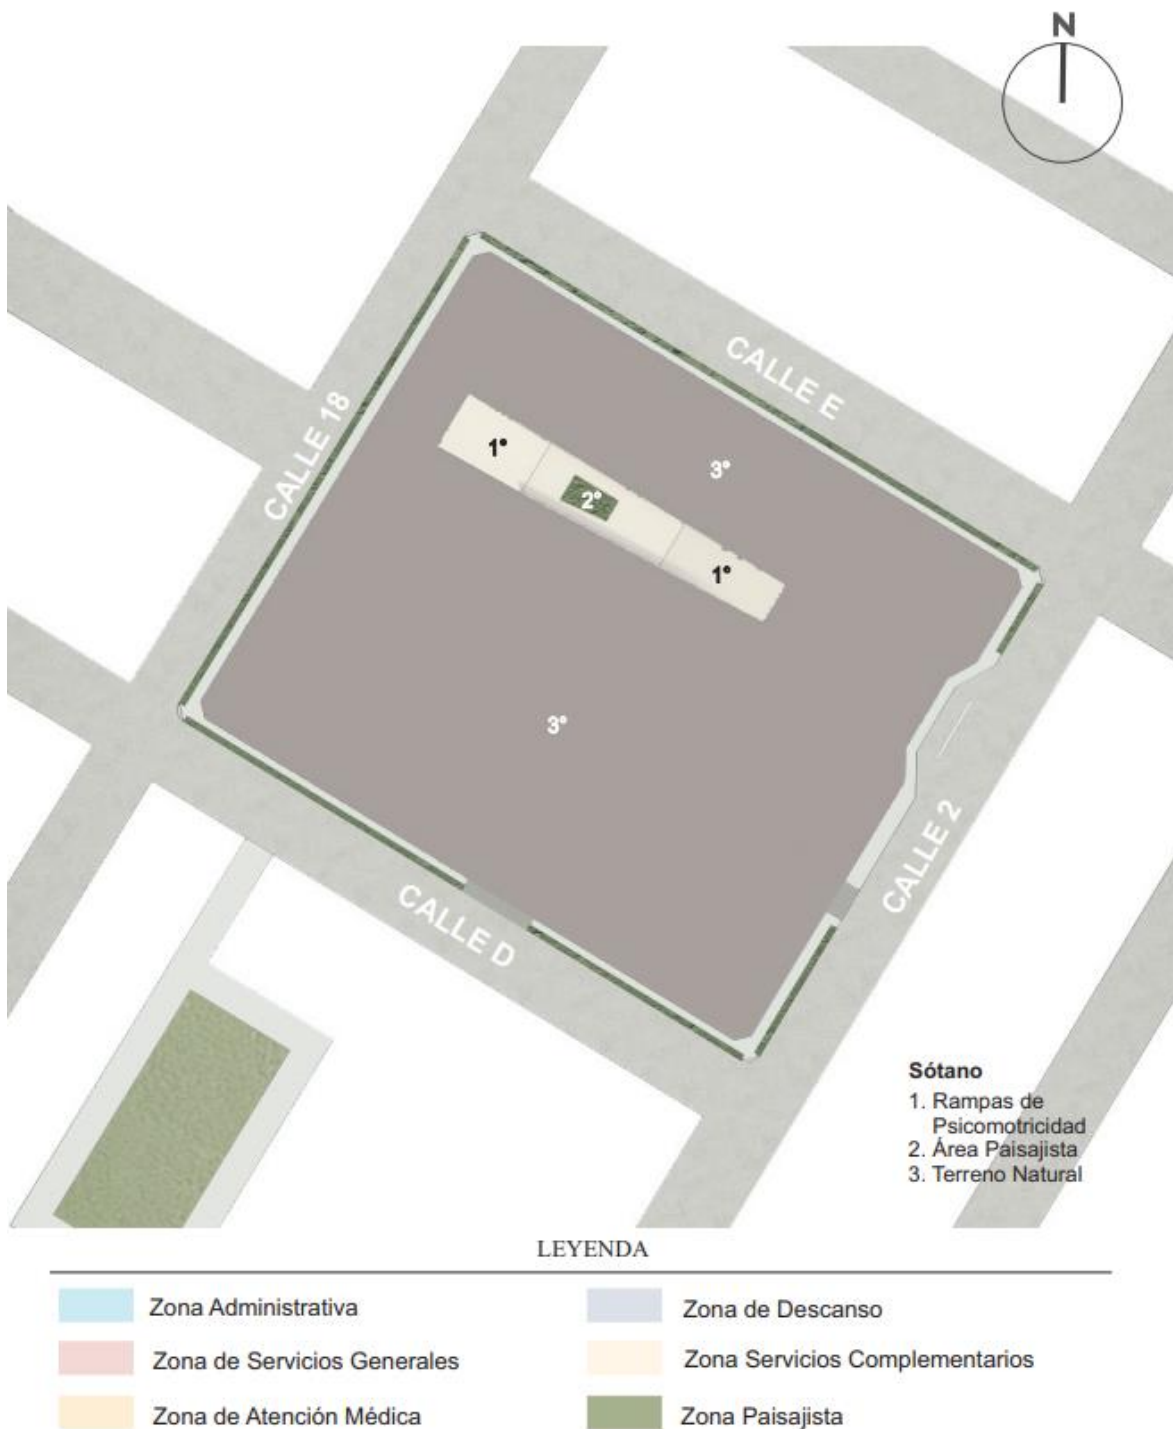 N
CALLE E
CALLE 18
1°
3°
2°
1°
3°
CALLE 2
CALLE D
Sótano
1. Rampas de
Psicomotricidad
2. Área Paisajista
3. Terreno Natural
LEYENDA
Zona Administrativa
Zona de Descanso
Zona de Servicios Generales
Zona Servicios Complementarios
Zona de Atención Médica
Zona Paisajista